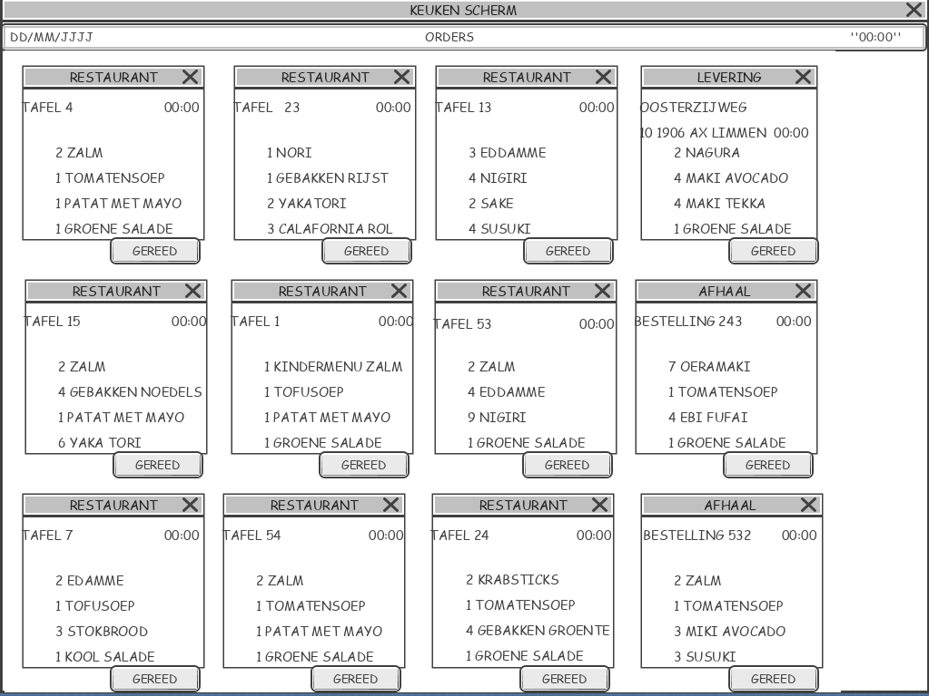 KEUKEN SCHERM
DD/MM/JJJJ ORDERS ''00:00''
RESTAURANT
TAFEL 4 00:00
2 ZALM
1 TOMATENSOEP
1 PATAT MET MAYO
1 GROENE SALADE
GEREED
RESTAURANT
TAFEL 23 00:00
1 NORI
1 GEBAKKEN RIJST
2 YAKATORI
3 CALAFORNIA ROL
GEREED
RESTAURANT
TAFEL 13 00:00
3 EDDAMME
4 NIGIRI
2 SAKE
4 SUSUKI
GEREED
LEVERING
OOSTERZIJWEG
10 1906 AX LIMMEN 00:00
2 NAGURA
4 MAKI AVOCADO
4 MAKI TEKKA
1 GROENE SALADE
GEREED
RESTAURANT
TAFEL 15 00:00
2 ZALM
4 GEBAKKEN NOEDELS
1 PATAT MET MAYO
6 YAKA TORI
GEREED
RESTAURANT
TAFEL 1 00:00
1 KINDERMENU ZALM
1 TOFUSOEP
1 PATAT MET MAYO
1 GROENE SALADE
GEREED
RESTAURANT
TAFEL 53 00:00
2 ZALM
4 EDDAMME
9 NIGIRI
1 GROENE SALADE
GEREED
AFHAAL
BESTELLING 243 00:00
7 OERAMAKI
1 TOMATENSOEP
4 EBI FUFAI
1 GROENE SALADE
GEREED
RESTAURANT
TAFEL 7 00:00
2 EDAMME
1 TOFUSOEP
3 STOKBROOD
1 KOOL SALADE
GEREED
RESTAURANT
TAFEL 54 00:00
2 ZALM
1 TOMATENSOEP
1 PATAT MET MAYO
1 GROENE SALADE
GEREED
RESTAURANT
TAFEL 24 00:00
2 KRABSTICKS
1 TOMATENSOEP
4 GEBAKKEN GROENTE
1 GROENE SALADE
GEREED
AFHAAL
BESTELLING 532 00:00
2 ZALM
1 TOMATENSOEP
3 MIKI AVOCADO
3 SUSUKI
GEREED